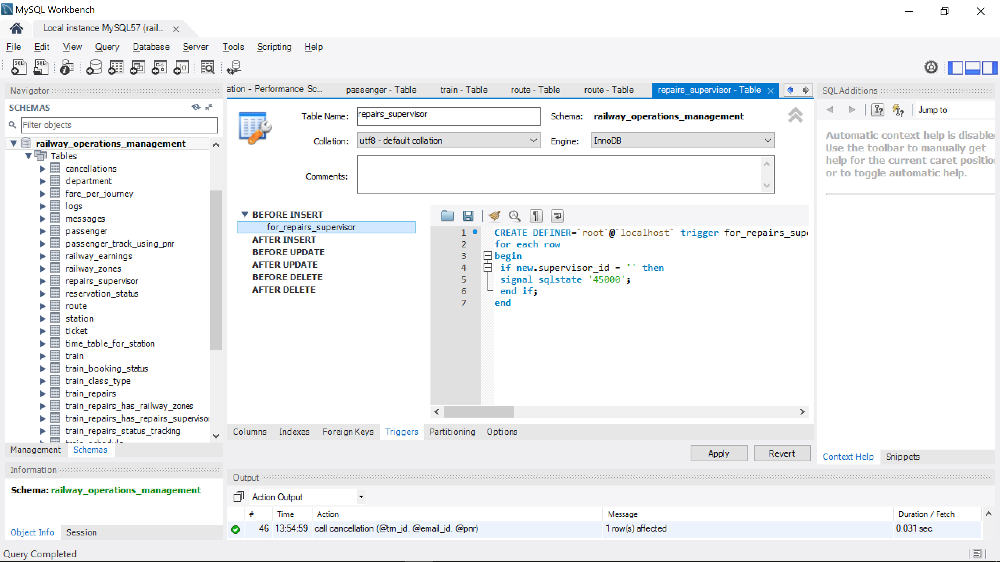 MySQL Workbench
Local instance MySQL57 (rail...
File Edit View Query Database Server Tools Scripting Help
Navigator
SCHEMAS
Filter objects
railway_operations_management
Tables
cancellations
department
fare_per_journey
logs
messages
passenger
passenger_track_using_pnr
railway_earnings
railway_zones
repairs_supervisor
reservation_status
route
station
ticket
time_table_for_station
train
train_booking_status
train_class_type
train_repairs
train_repairs_has_railway_zones
train_repairs_has_repairs_supervisor
train_repairs_status_tracking
Management Schemas
Information
Schema: railway_operations_management
Object Info Session
Query Completed
ation - Performance Sc... passenger - Table train - Table route - Table route - Table repairs_supervisor - Table
Table Name: repairs_supervisor Schema: railway_operations_management
Collation: utf8 - default collation Engine: InnoDB
Comments:
BEFORE INSERT
for_repairs_supervisor
AFTER INSERT
BEFORE UPDATE
AFTER UPDATE
BEFORE DELETE
AFTER DELETE
1 CREATE DEFINER=`root`@`localhost` trigger for_repairs_supe
2 for each row
3 begin
4 if new.supervisor_id = '' then
5 signal sqlstate '45000';
6 end if;
7 end
Columns Indexes Foreign Keys Triggers Partitioning Options
Apply Revert
Output
Action Output
# Time Action Message Duration / Fetch
46 13:54:59 call cancellation (@trn_id, @email_id, @pnr) 1 row(s) affected 0.031 sec
SQLAdditions
Jump to
Automatic context help is disabled
Use the toolbar to manually get
help for the current caret position
or to toggle automatic help.
Context Help Snippets